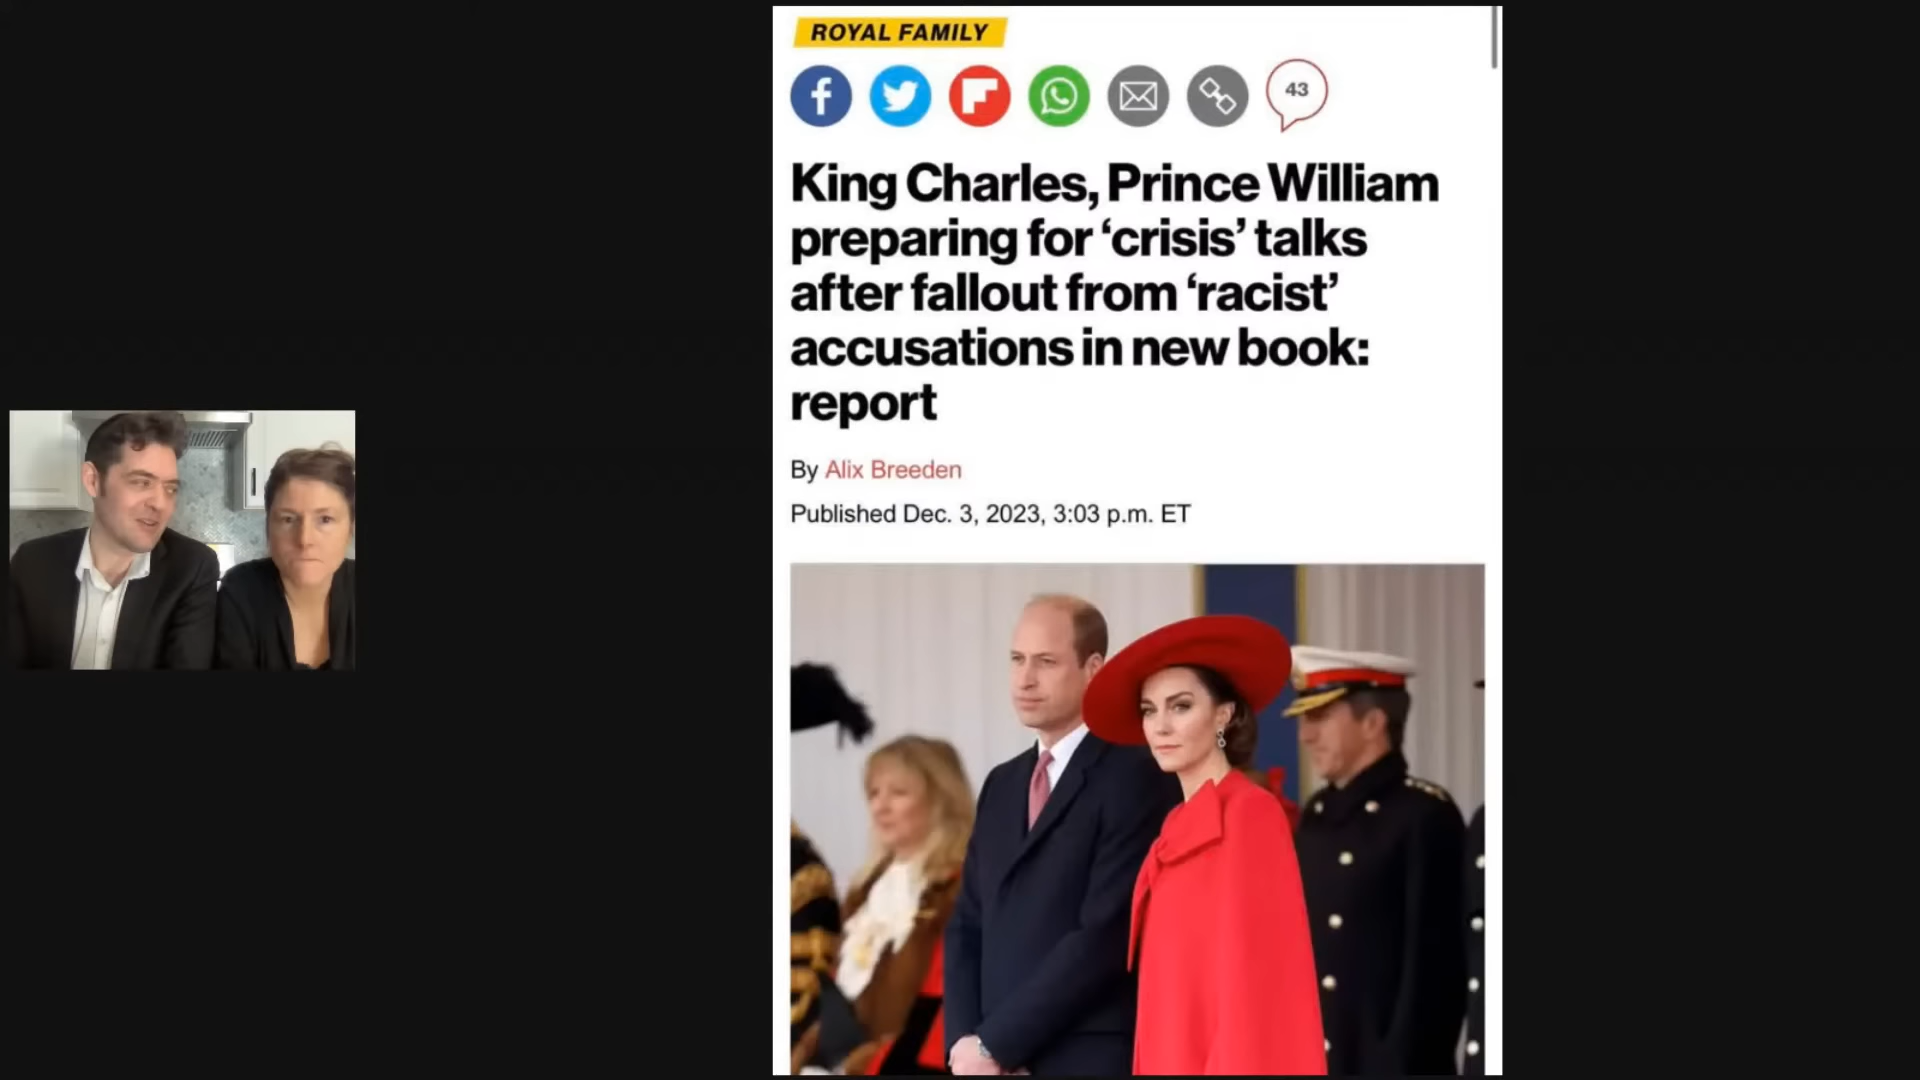 ROYAL FAMILY
43
King Charles, Prince William
preparing for ‘crisis’ talks
after fallout from ‘racist’
accusations in new book:
report
By Alix Breeden
Published Dec. 3, 2023, 3:03 p.m. ET